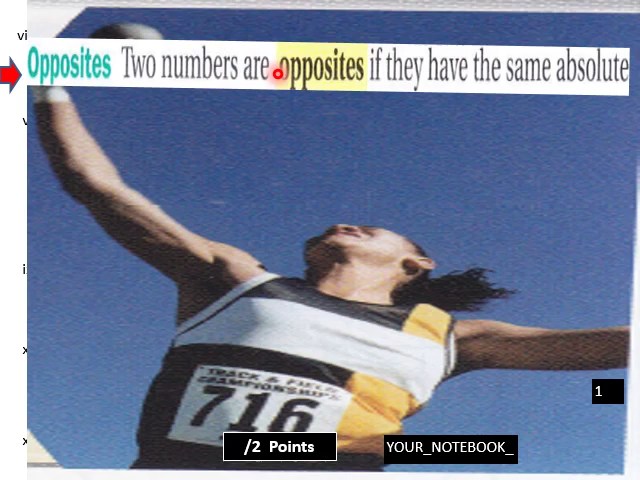 vi
Opposites Two numbers are opposites if they have the same absolute
v
i
x
1
TRACK & FIELD
CHAMPIONSHIPS
716
x
/2 Points
YOUR_NOTEBOOK_